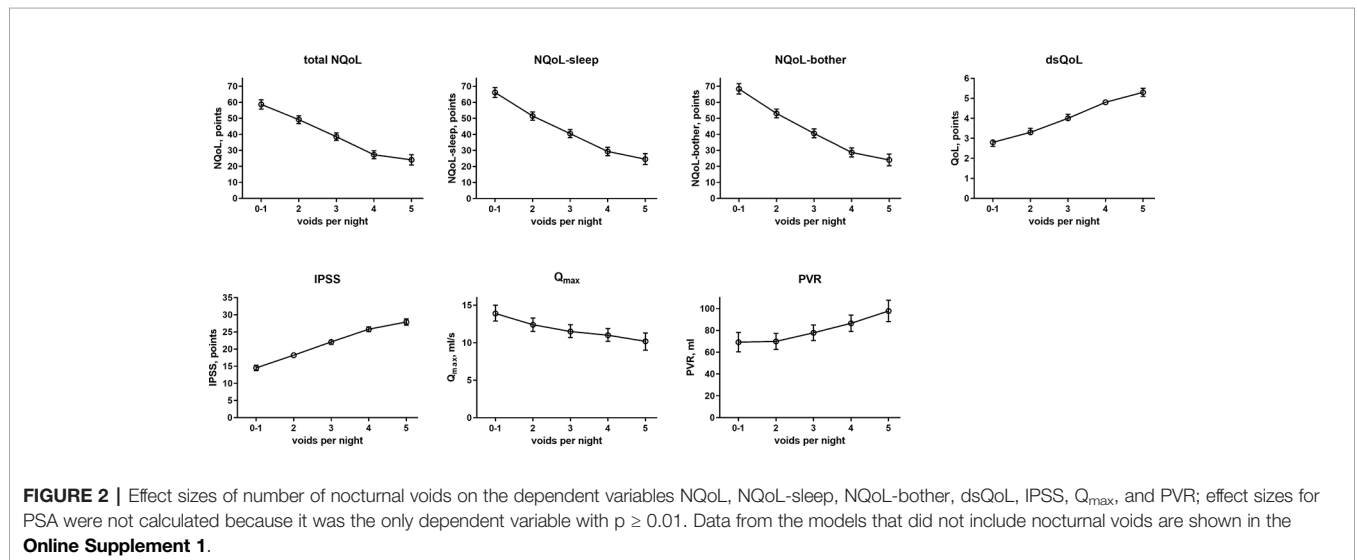 total NQoL
NQoL, points
70
60
50
40
30
20
10
0
0-1 2 3 4 5
voids per night
NQoL-sleep
NQoL-sleep, points
70
60
50
40
30
20
10
0
0-1 2 3 4 5
voids per night
NQoL-bother
NQoL-bother, points
70
60
50
40
30
20
10
0
0-1 2 3 4 5
voids per night
dsQoL
QoL, points
6
5
4
3
2
1
0
0-1 2 3 4 5
voids per night
IPSS
IPSS, points
35
30
25
20
15
10
5
0
0-1 2 3 4 5
voids per night
Qmax
Qmax, ml/s
15
10
5
0
0-1 2 3 4 5
voids per night
PVR
PVR, ml
100
80
60
40
20
0
0-1 2 3 4 5
voids per night
FIGURE 2 | Effect sizes of number of nocturnal voids on the dependent variables NQoL, NQoL-sleep, NQoL-bother, dsQoL, IPSS, Qmax, and PVR; effect sizes for
PSA were not calculated because it was the only dependent variable with p ≥ 0.01. Data from the models that did not include nocturnal voids are shown in the
Online Supplement 1.